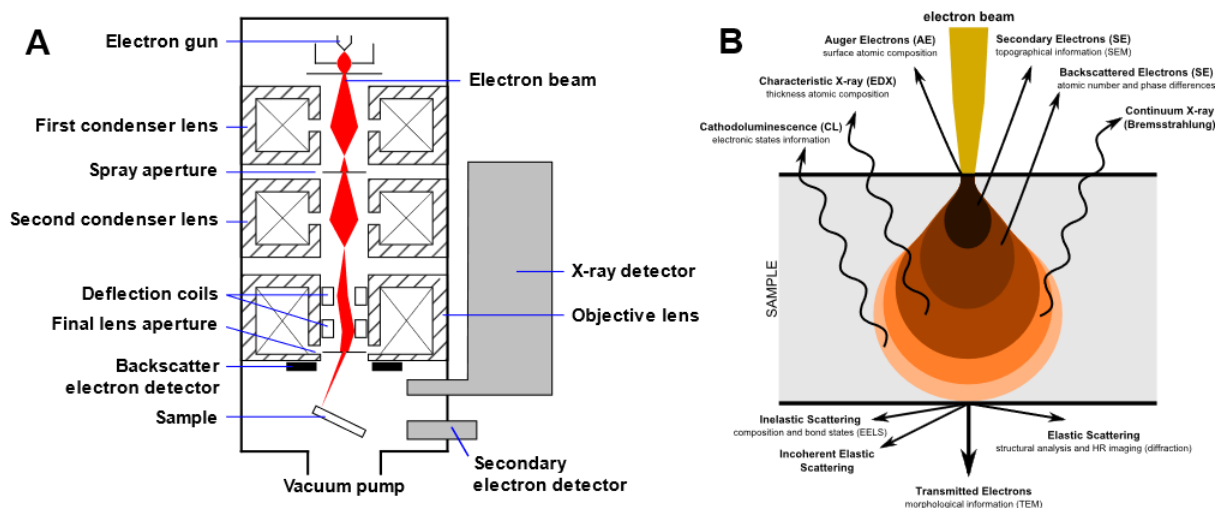 A
Electron gun
Electron beam
First condenser lens
Spray aperture
Second condenser lens
X-ray detector
Deflection coils
Final lens aperture
Objective lens
Backscatter
electron detector
Sample
Secondary
electron detector
Vacuum pump
B
electron beam
Auger Electrons (AE)
surface atomic composition
Secondary Electrons (SE)
topographical information (SEM)
Characteristic X-ray (EDX)
thickness atomic composition
Backscattered Electrons (SE)
atomic number and phase differences
Cathodoluminescence (CL)
electronic states information
Continuum X-ray
(Bremsstrahlung)
SAMPLE
Inelastic Scattering
composition and bond states (EELS)
Incoherent Elastic
Scattering
Elastic Scattering
structural analysis and HR imaging (diffraction)
Transmitted Electrons
morphological information (TEM)